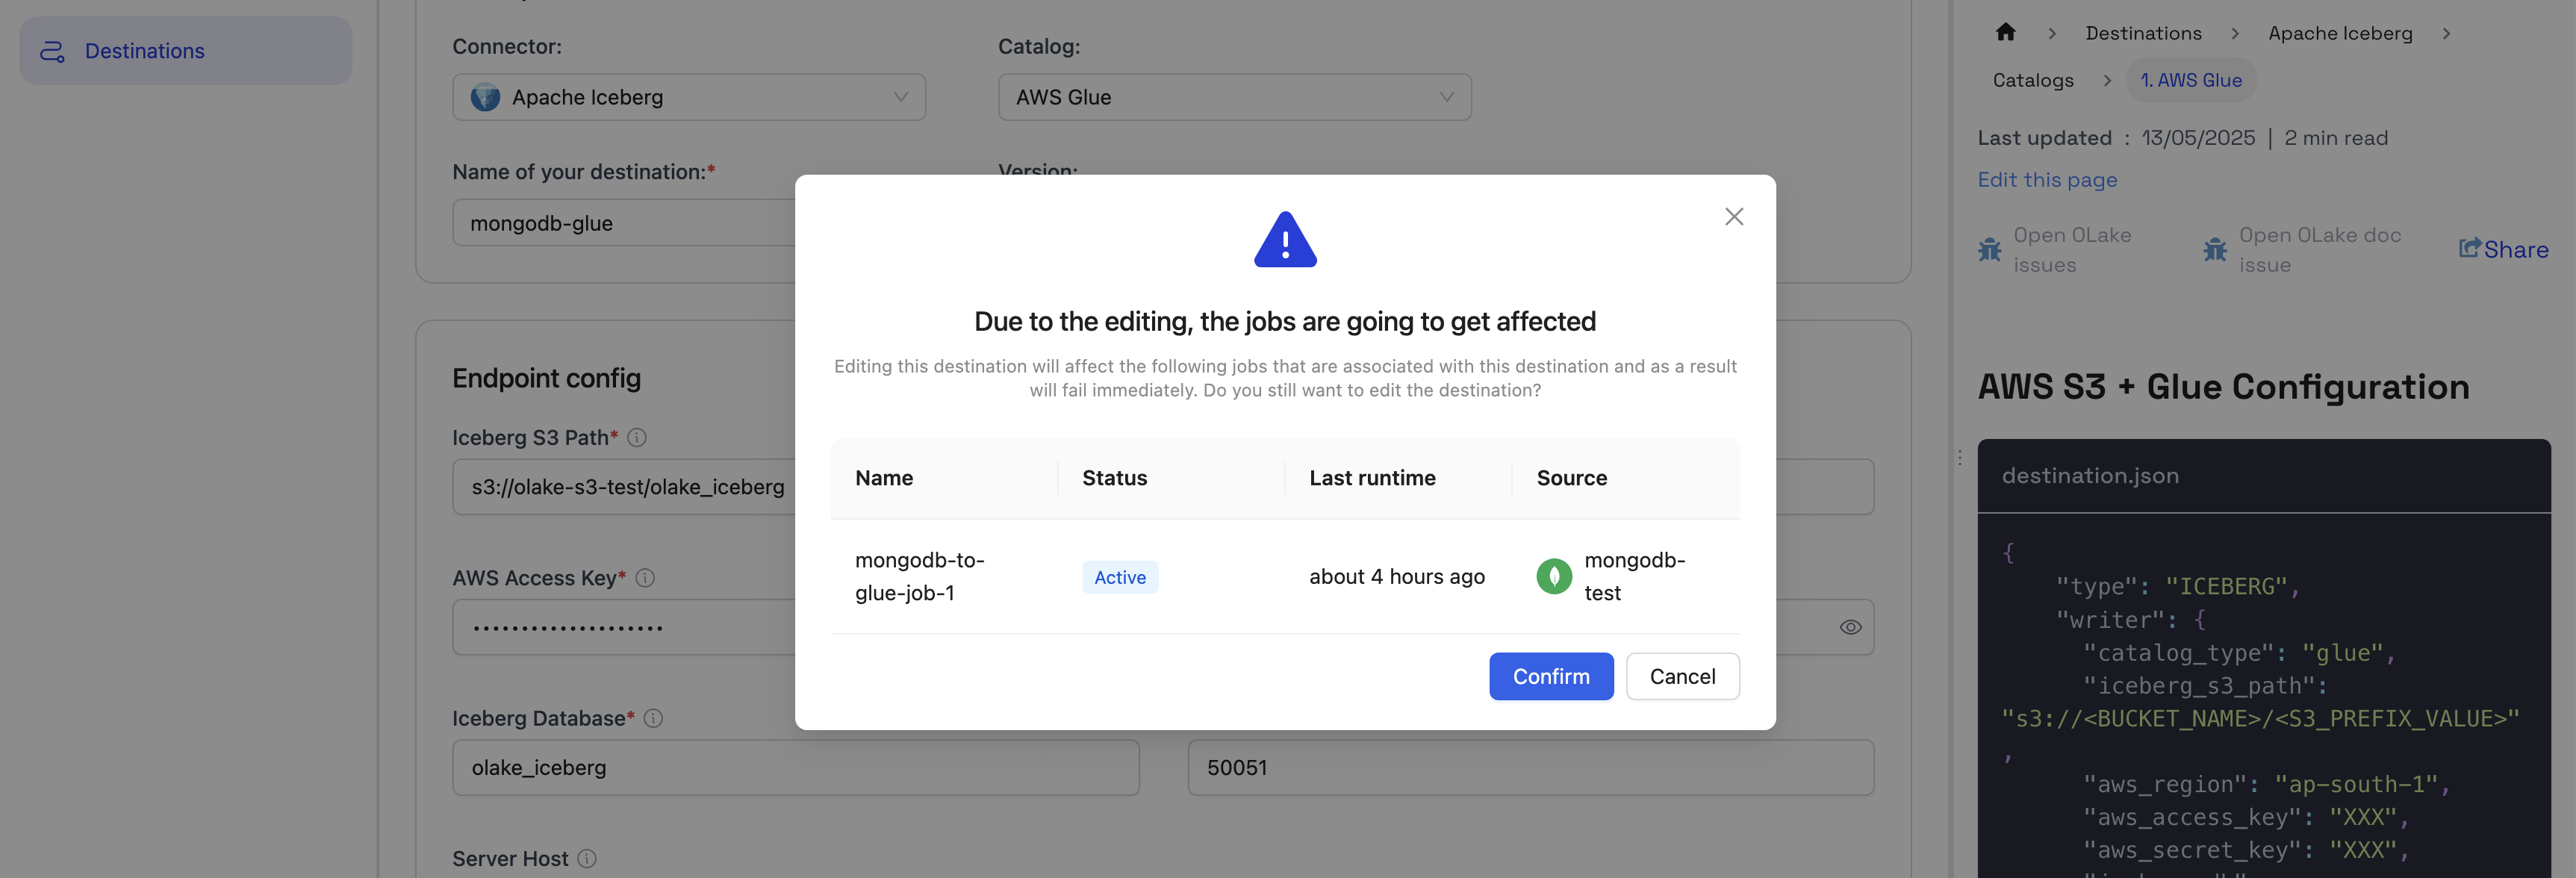 Destinations
Connector:
Catalog:
Apache Iceberg
AWS Glue
Name of your destination:*
Version:
mongodb-glue
Endpoint config
Iceberg S3 Path*
s3://olake-s3-test/olake_iceberg
AWS Access Key*
••••••••••••••••••••
Iceberg Database*
olake_iceberg
50051
Server Host
Due to the editing, the jobs are going to get affected
Editing this destination will affect the following jobs that are associated with this destination and as a result
will fail immediately. Do you still want to edit the destination?
Name
Status
Last runtime
Source
mongodb-to-
glue-job-1
Active
about 4 hours ago
mongodb-
test
Confirm
Cancel
Destinations
Apache Iceberg
Catalogs
1. AWS Glue
Last updated : 13/05/2025 | 2 min read
Edit this page
Open OLake
issues
Open OLake doc
issue
Share
AWS S3 + Glue Configuration
destination.json
{
"type": "ICEBERG",
"writer": {
"catalog_type": "glue",
"iceberg_s3_path":
"s3://<BUCKET_NAME>/<S3_PREFIX_VALUE>"
,
"aws_region": "ap-south-1",
"aws_access_key": "XXX",
"aws_secret_key": "XXX",